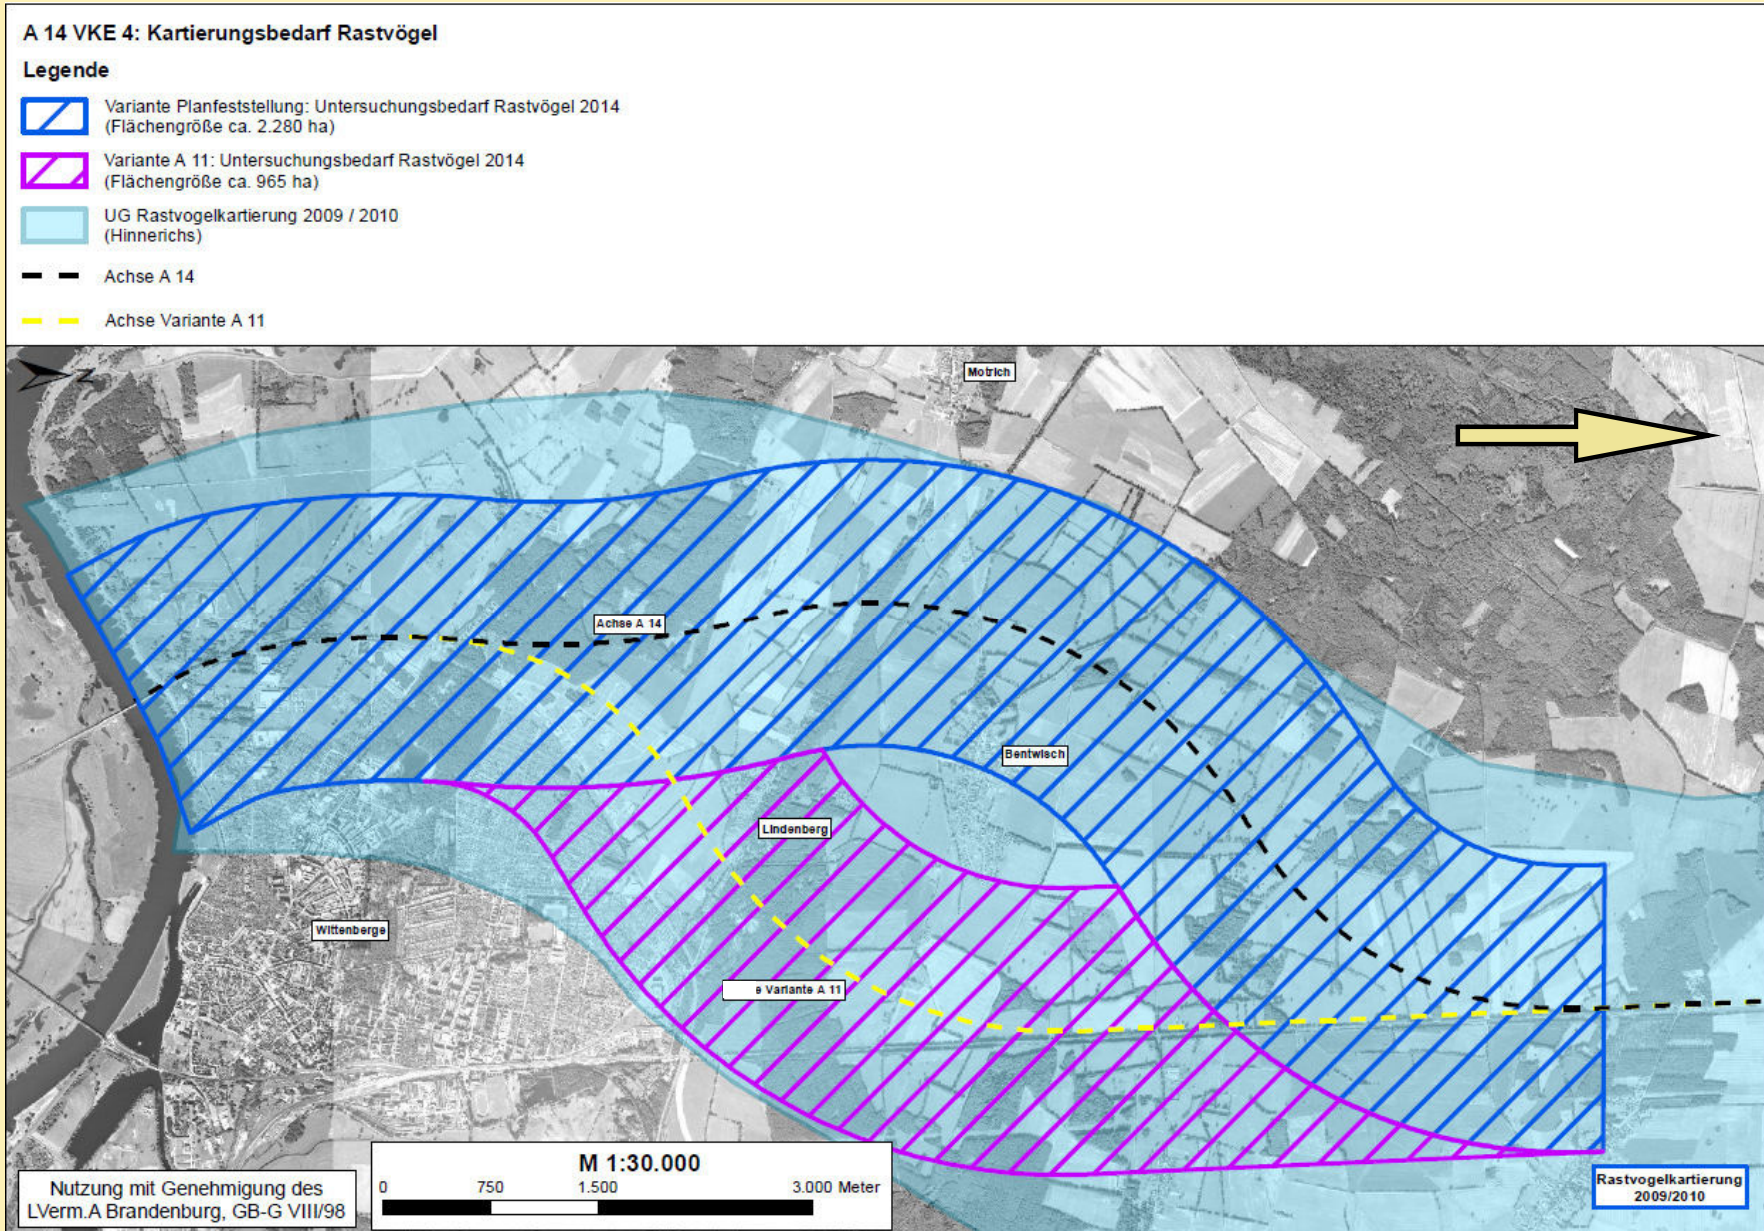 A 14 VKE 4: Kartierungsbedarf Rastvögel
Legende
Variante Planfeststellung: Untersuchungsbedarf Rastvögel 2014
(Flächengröße ca. 2.280 ha)
Variante A 11: Untersuchungsbedarf Rastvögel 2014
(Flächengröße ca. 965 ha)
UG Rastvogelkartierung 2009 / 2010
(Hinnerichs)
Achse A 14
Achse Variante A 11
N
Motrich
Achse A 14
Bentwisch
Lindenberg
Wittenberge
e Variante A 11
M 1:30.000
0 750 1.500 3.000 Meter
Nutzung mit Genehmigung des
LVerm.A Brandenburg, GB-G VIII/98
Rastvogelkartierung
2009/2010